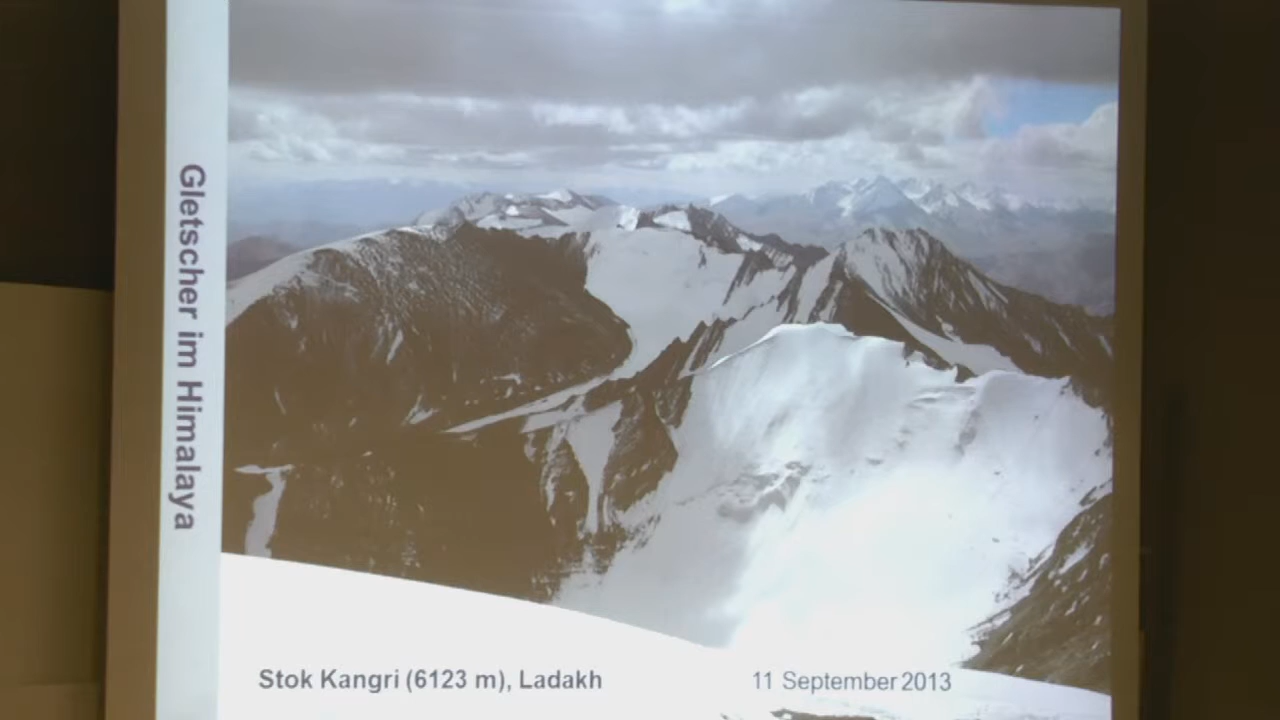 Gletscher im Himalaya
Stok Kangri (6123 m), Ladakh
11 September 2013